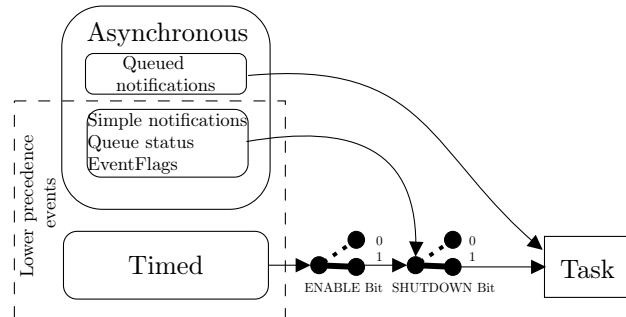 Asynchronous
Queued
notifications
Simple notifications
Queue status
EventFlags
Lower precedence
events
Timed
0
1
ENABLE Bit
0
1
SHUTDOWN Bit
Task